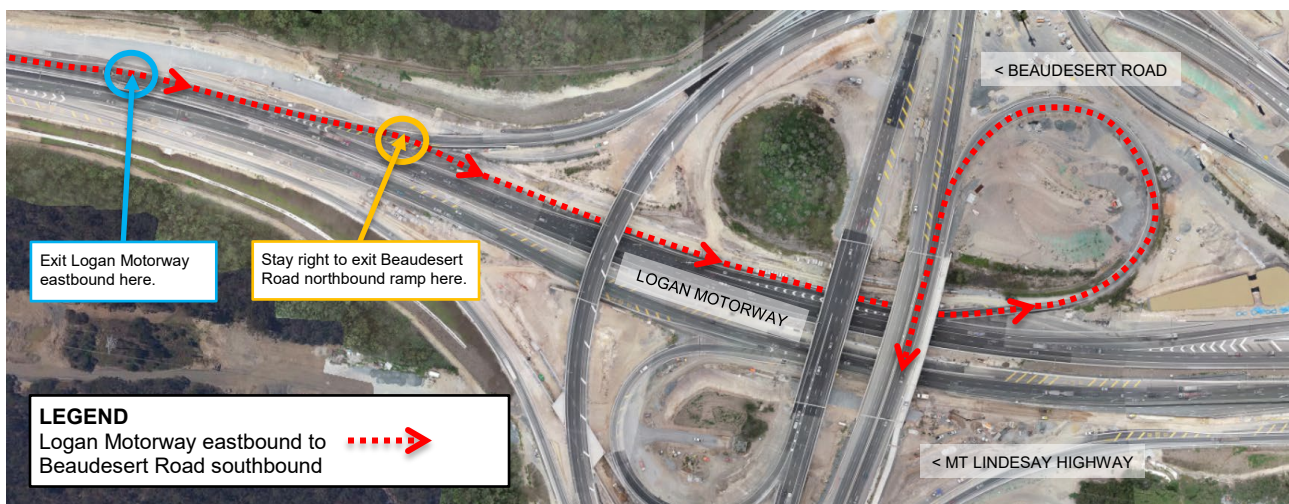 < BEAUDESERT ROAD
Exit Logan Motorway
eastbound here.
Stay right to exit Beaudesert
Road northbound ramp here.
LOGAN MOTORWAY
LEGEND
Logan Motorway eastbound to
Beaudesert Road southbound
< MT LINDESAY HIGHWAY